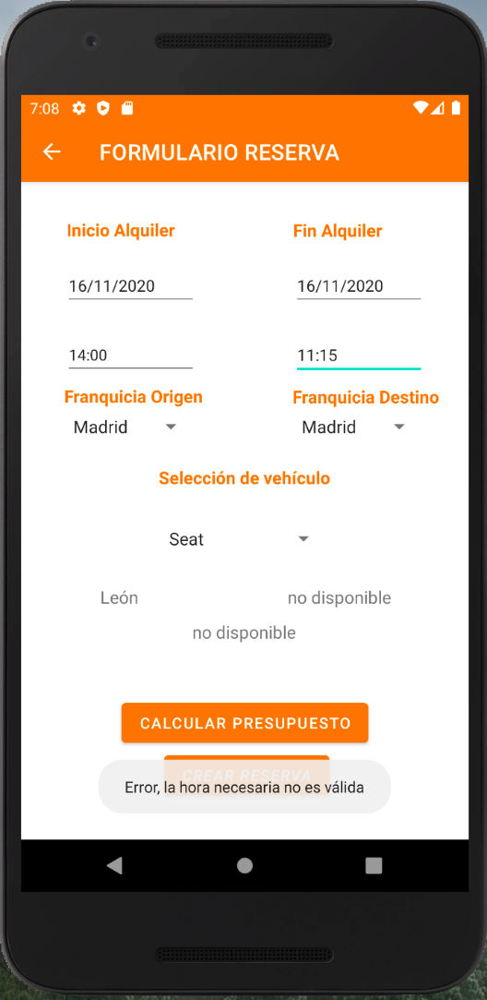 7:08
FORMULARIO RESERVA
Inicio Alquiler
Fin Alquiler
16/11/2020
16/11/2020
14:00
11:15
Franquicia Origen
Franquicia Destino
Madrid
Madrid
Selección de vehículo
Seat
León
no disponible
no disponible
CALCULAR PRESUPUESTO
CREAR RESERVA
Error, la hora necesaria no es válida